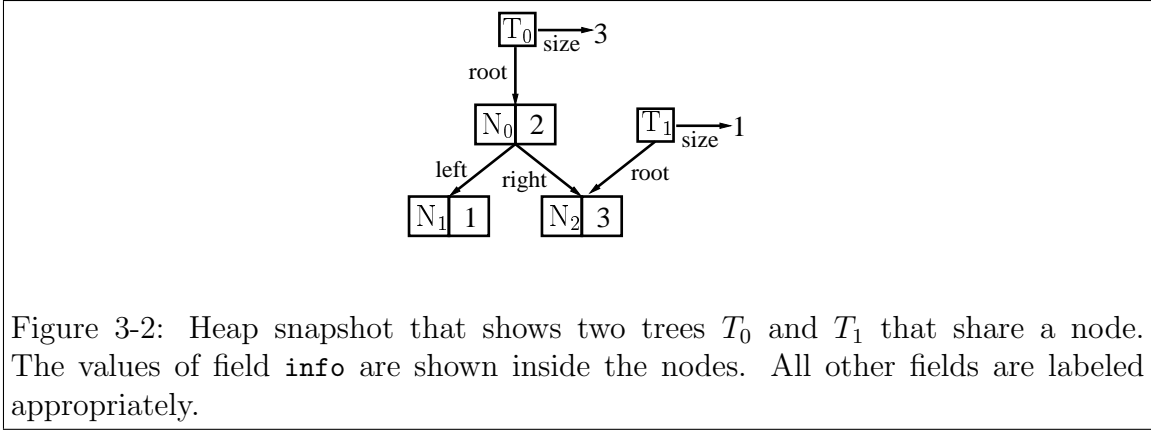 T0 size 3
root
N0 2 T1 size 1
left right root
N1 1 N2 3
Figure 3-2: Heap snapshot that shows two trees T0 and T1 that share a node.
The values of field info are shown inside the nodes. All other fields are labeled
appropriately.